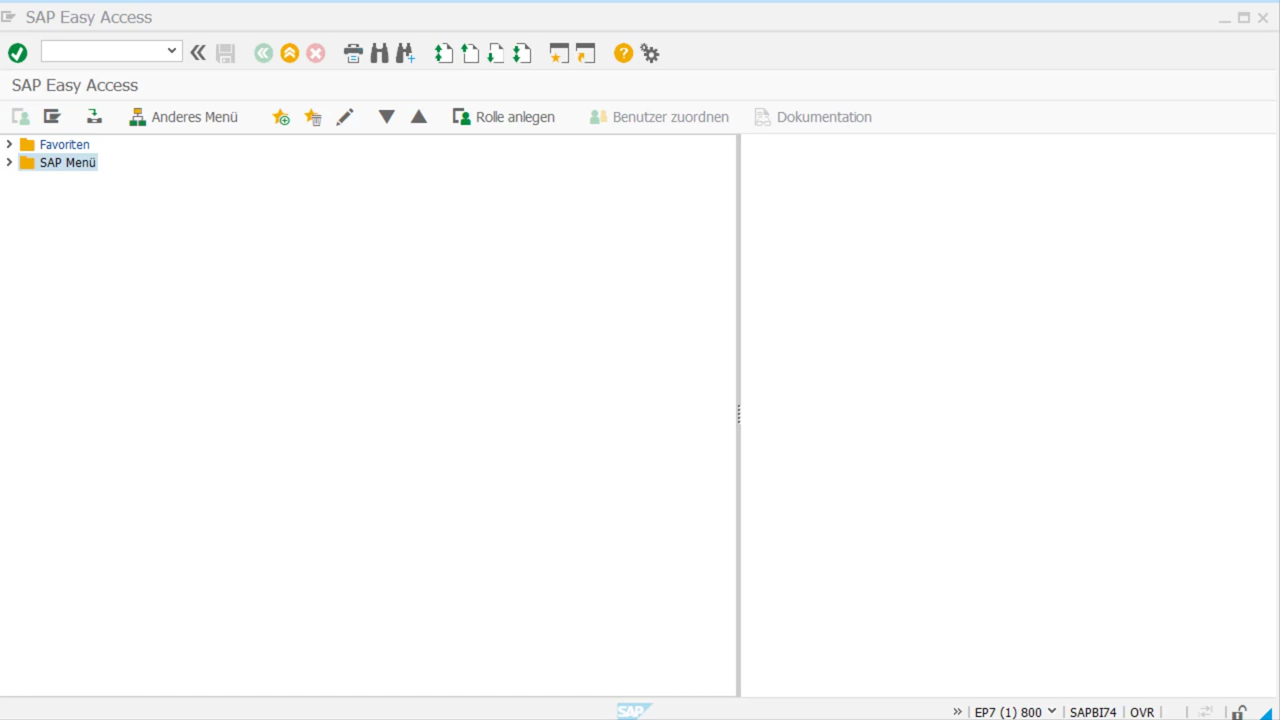 SAP Easy Access
SAP Easy Access
Anderes Menü Rolle anlegen Benutzer zuordnen Dokumentation
Favoriten
SAP Menü
SAP » | EP7 (1) 800 | SAPBI74 | OVR